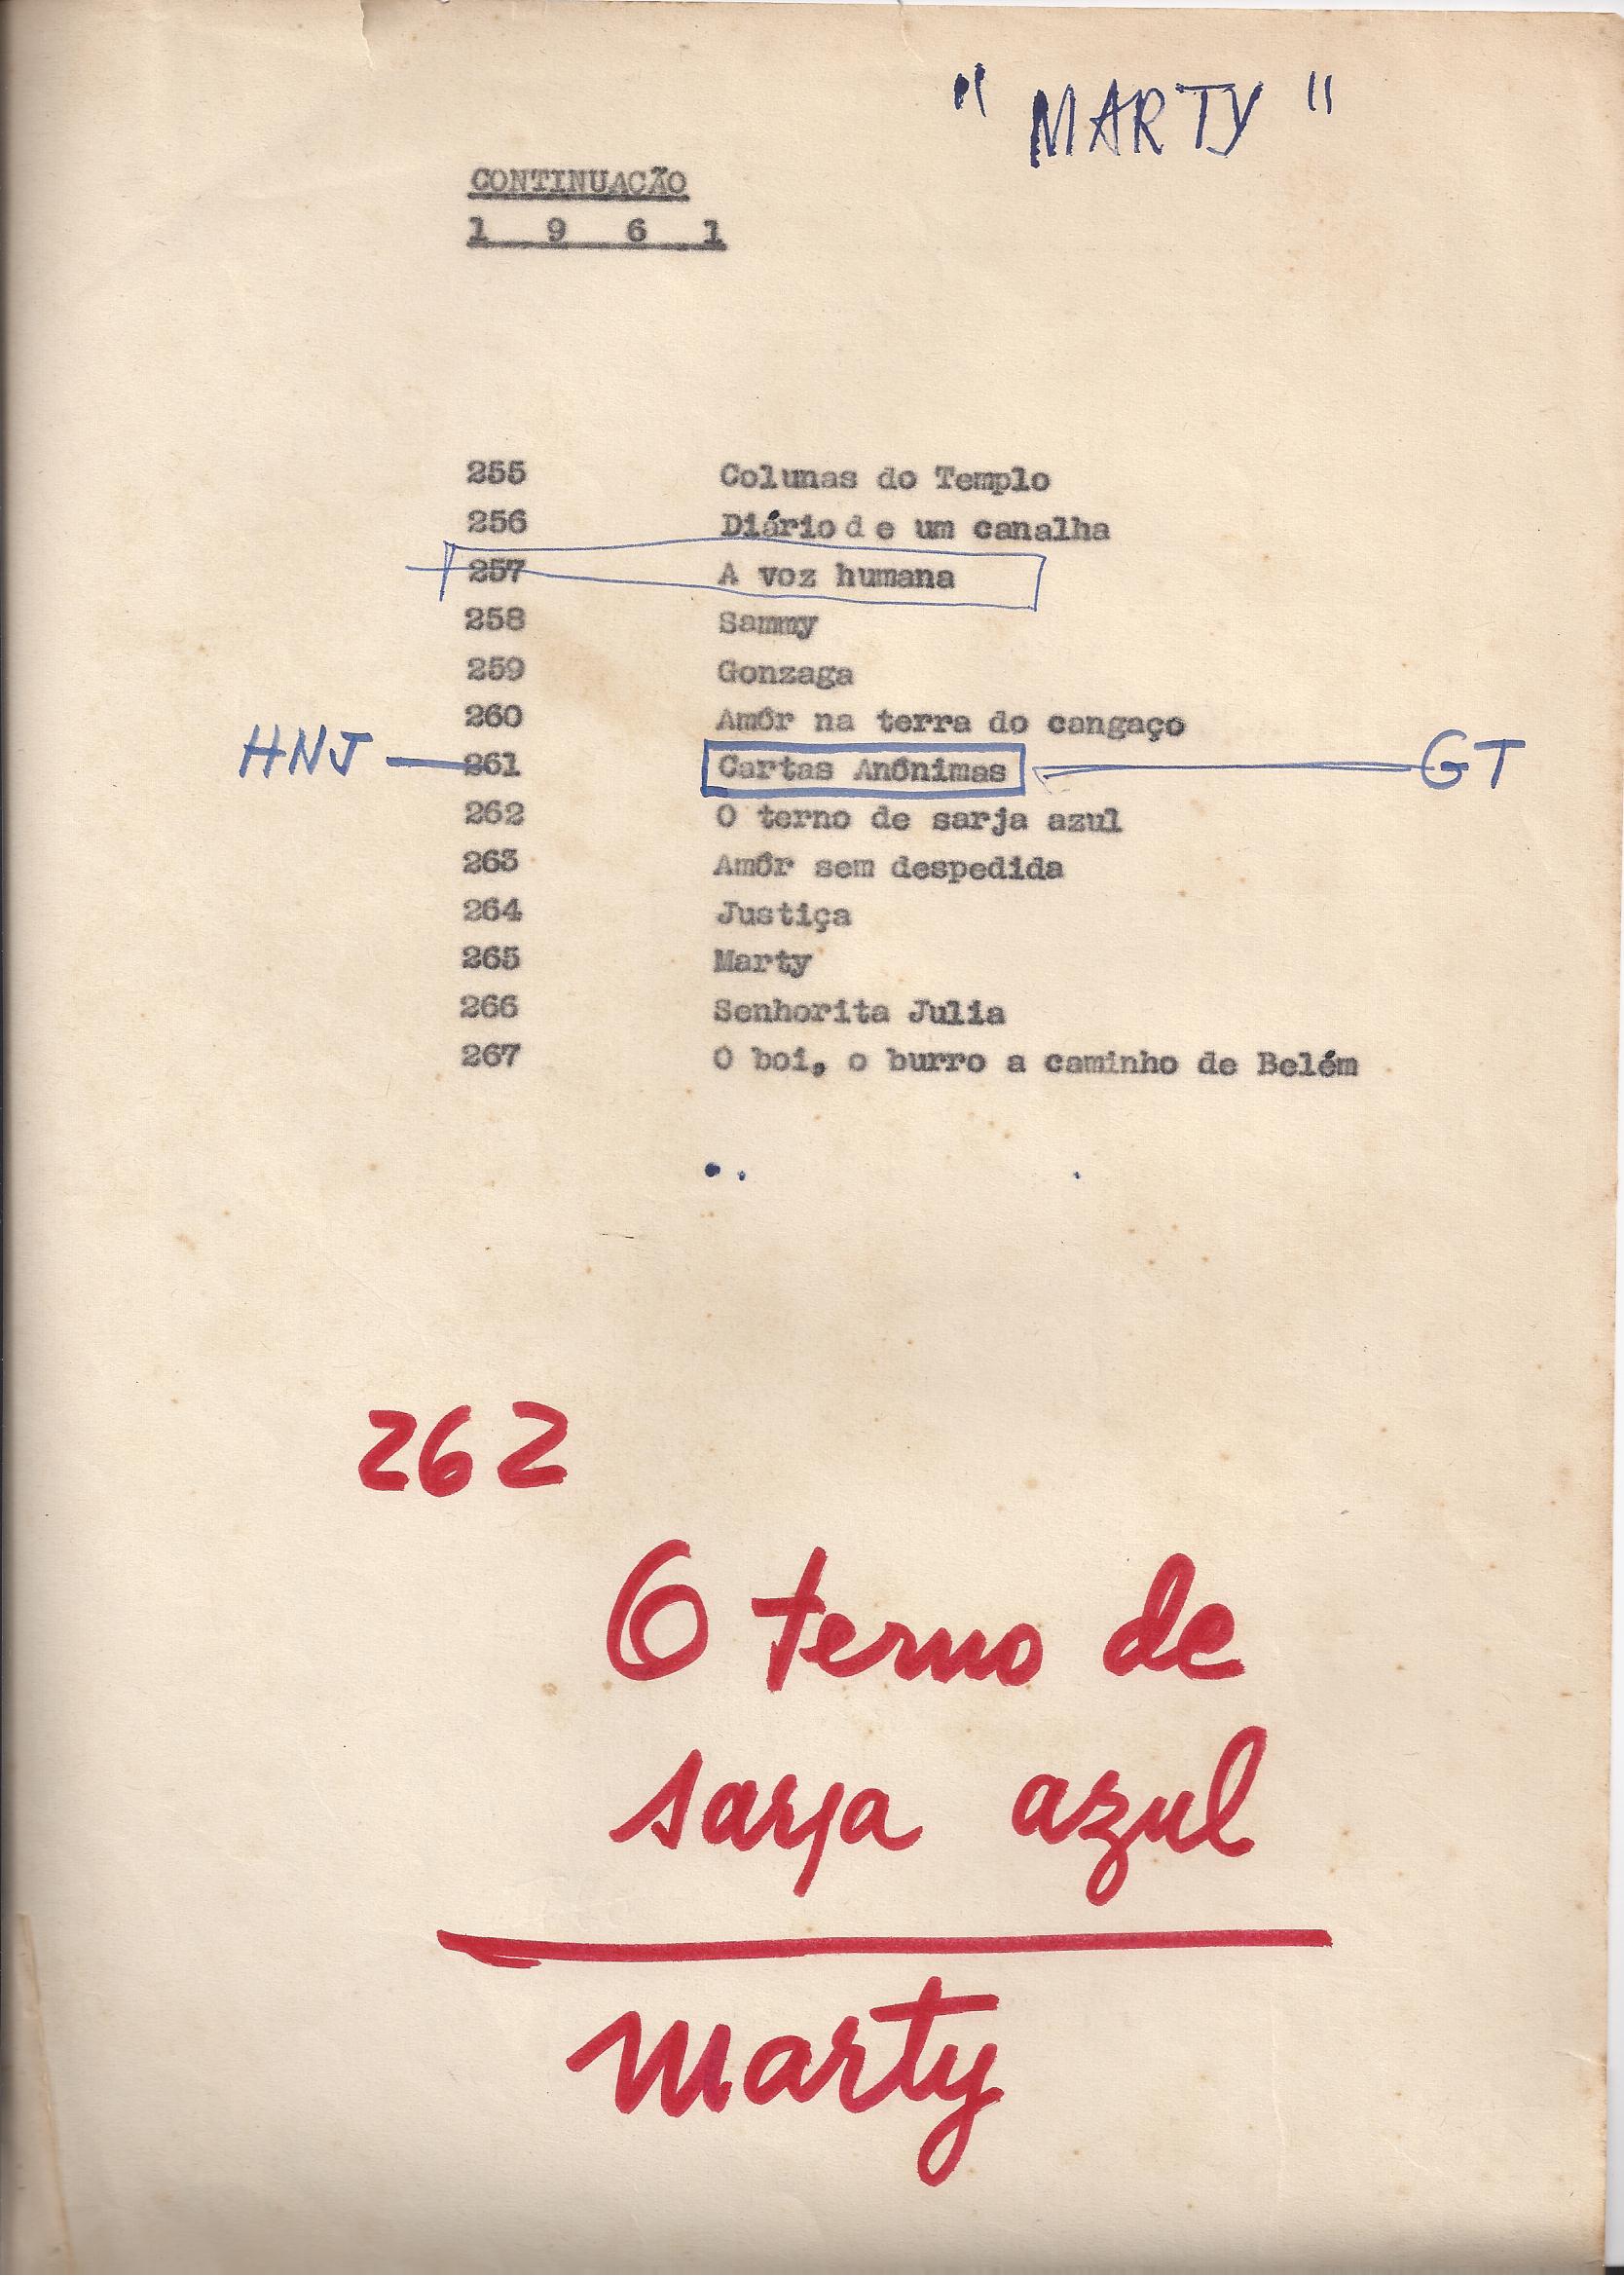 " MARTY "
CONTINUAÇÃO
1 9 6 1
255 Colunas do Templo
256 Diário d e um canalha
257 A voz humana
258 Sammy
259 Gonzaga
260 Amôr na terra do cangaço
HNJ 261 Cartas Anônimas GT
262 O terno de sarja azul
263 Amôr sem despedida
264 Justiça
265 Marty
266 Senhorita Julia
267 O boi, o burro a caminho de Belém
262
O terno de
sarja azul
Marty